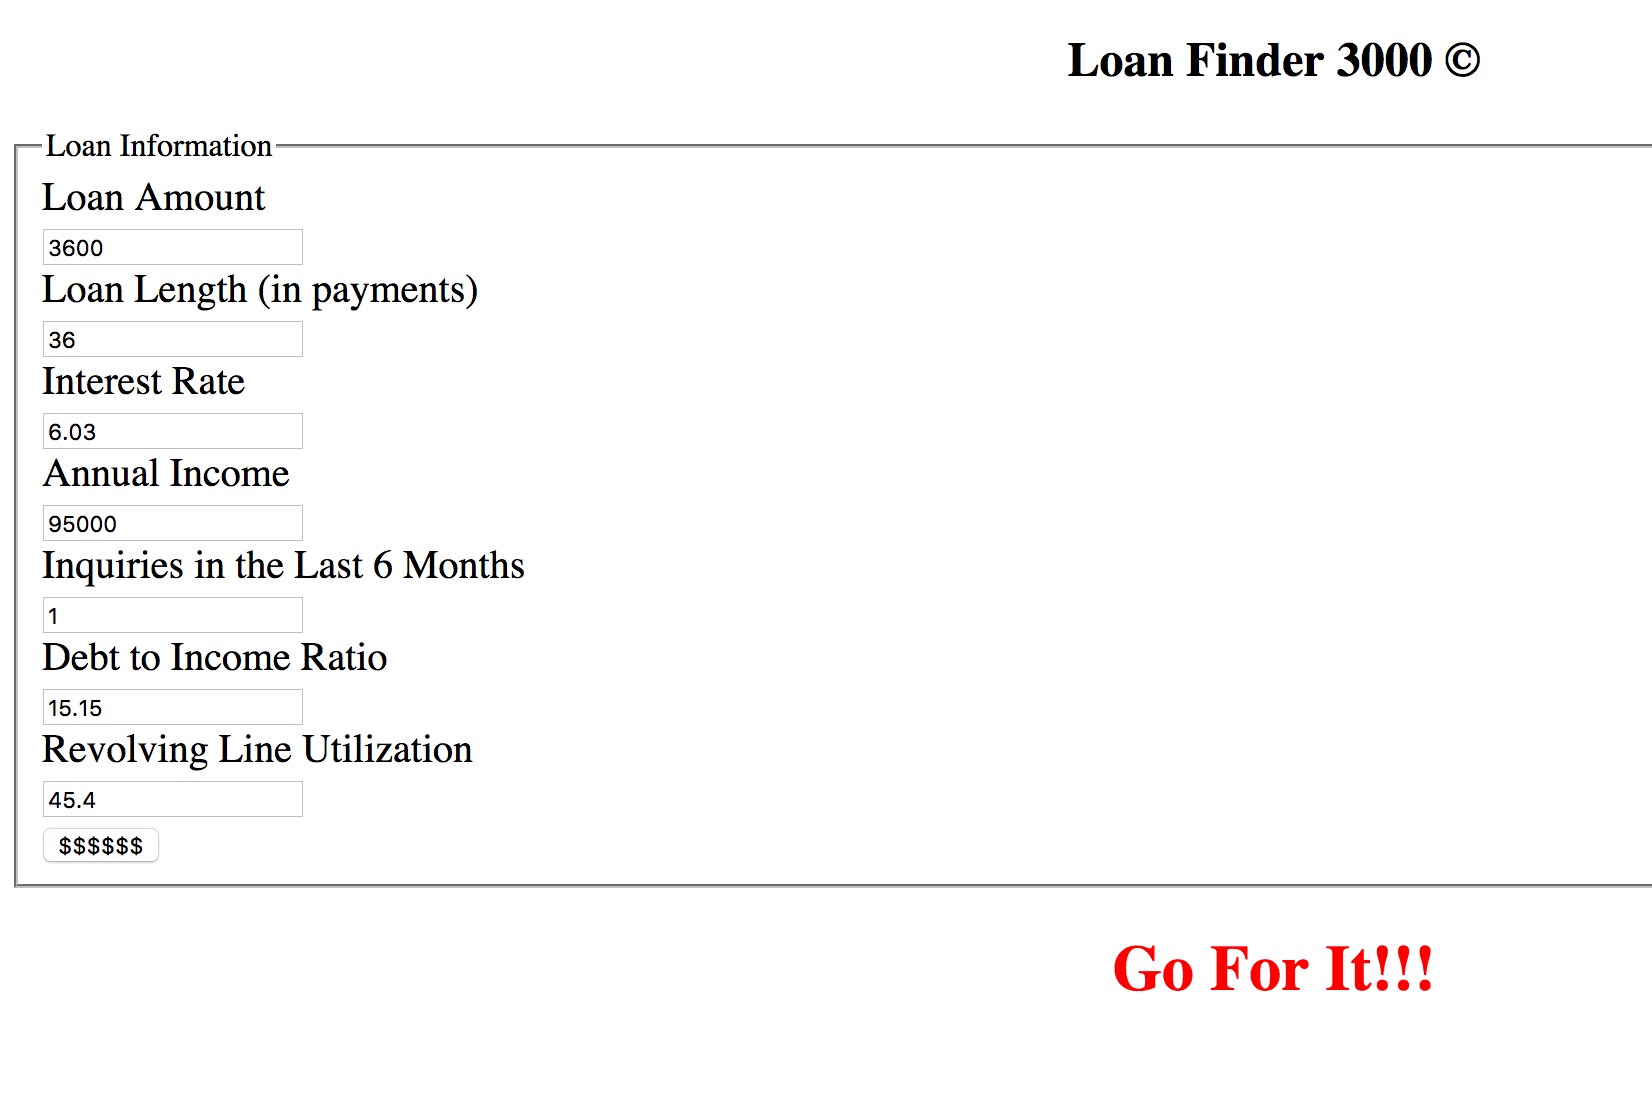 Loan Finder 3000 ©
Loan Information
Loan Amount
3600
Loan Length (in payments)
36
Interest Rate
6.03
Annual Income
95000
Inquiries in the Last 6 Months
1
Debt to Income Ratio
15.15
Revolving Line Utilization
45.4
$$$$$$
Go For It!!!